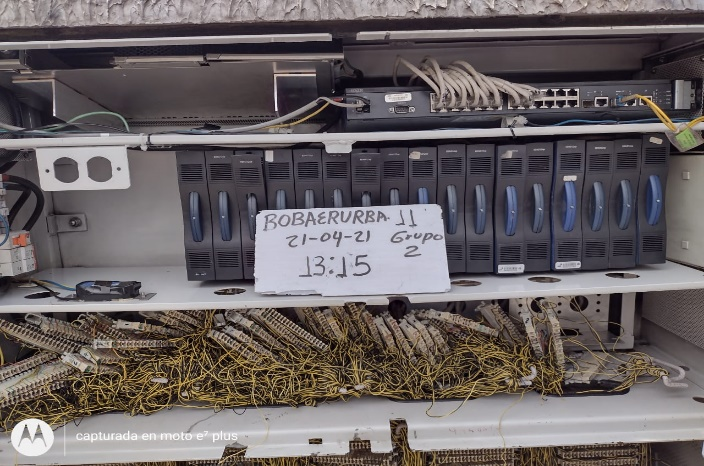 BOBAERURBA 11
21-04-21 Grupo 2
13:15
capturada en moto e⁷ plus